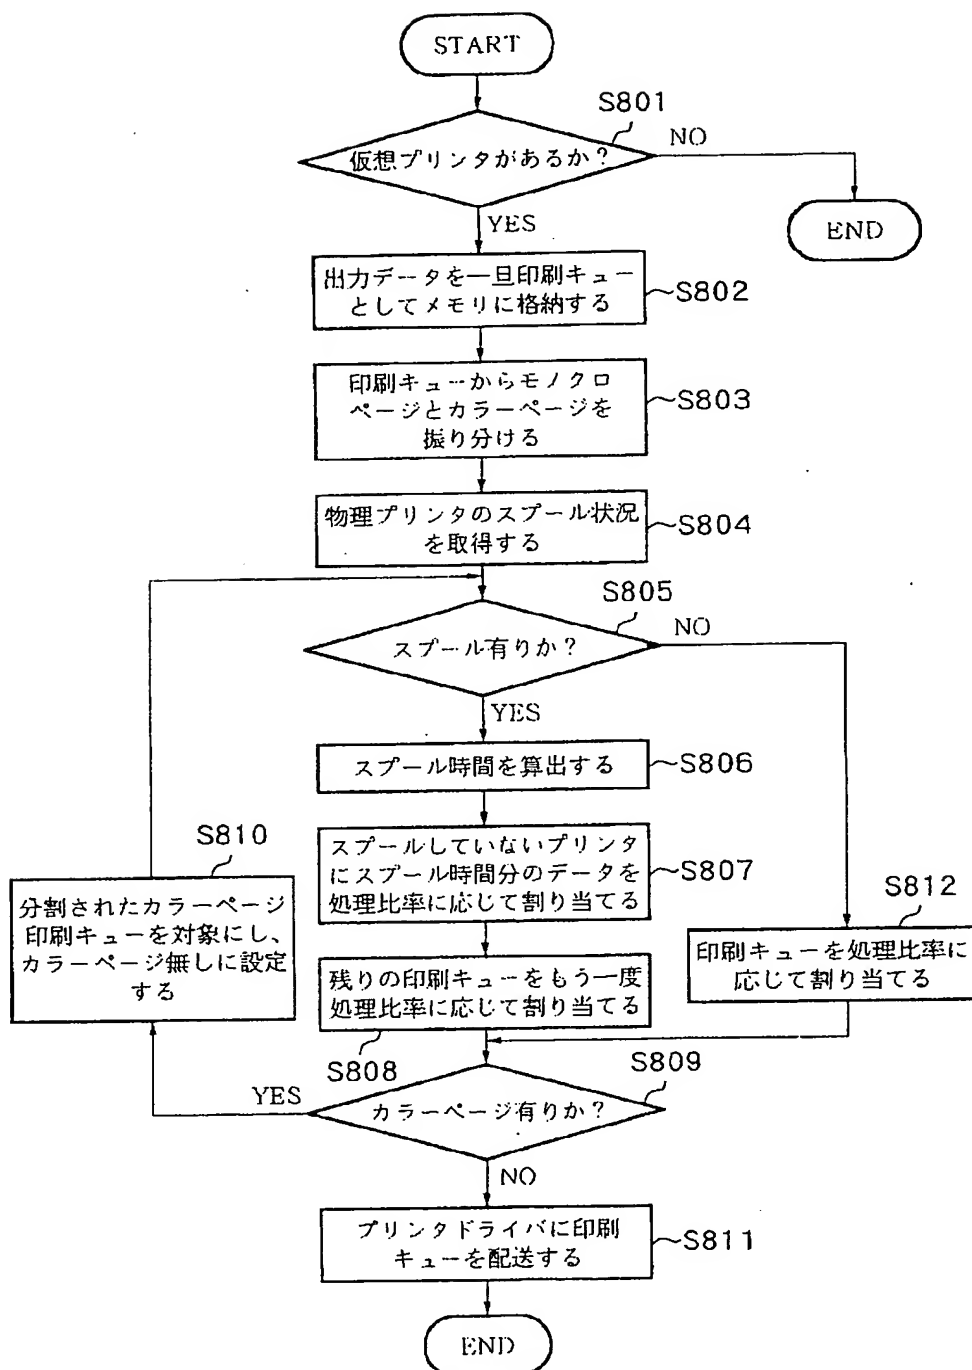 START
S801
仮想プリンタがあるか？
NO
END
YES
出力データを一旦印刷キュー
としてメモリに格納する
S802
印刷キューからモノクロ
ページとカラーページを
振り分ける
S803
物理プリンタのスプール状況
を取得する
S804
S805
スプール有りか？
NO
YES
スプール時間を算出する
S806
S810
分割されたカラーページ
印刷キューを対象にし、
カラーページ無しに設定
する
スプールしていないプリンタ
にスプール時間分のデータを
処理比率に応じて割り当てる
S807
S812
印刷キューを処理比率に
応じて割り当てる
残りの印刷キューをもう一度
処理比率に応じて割り当てる
S808
S809
カラーページ有りか？
YES
NO
プリンタドライバに印刷
キューを配送する
S811
END